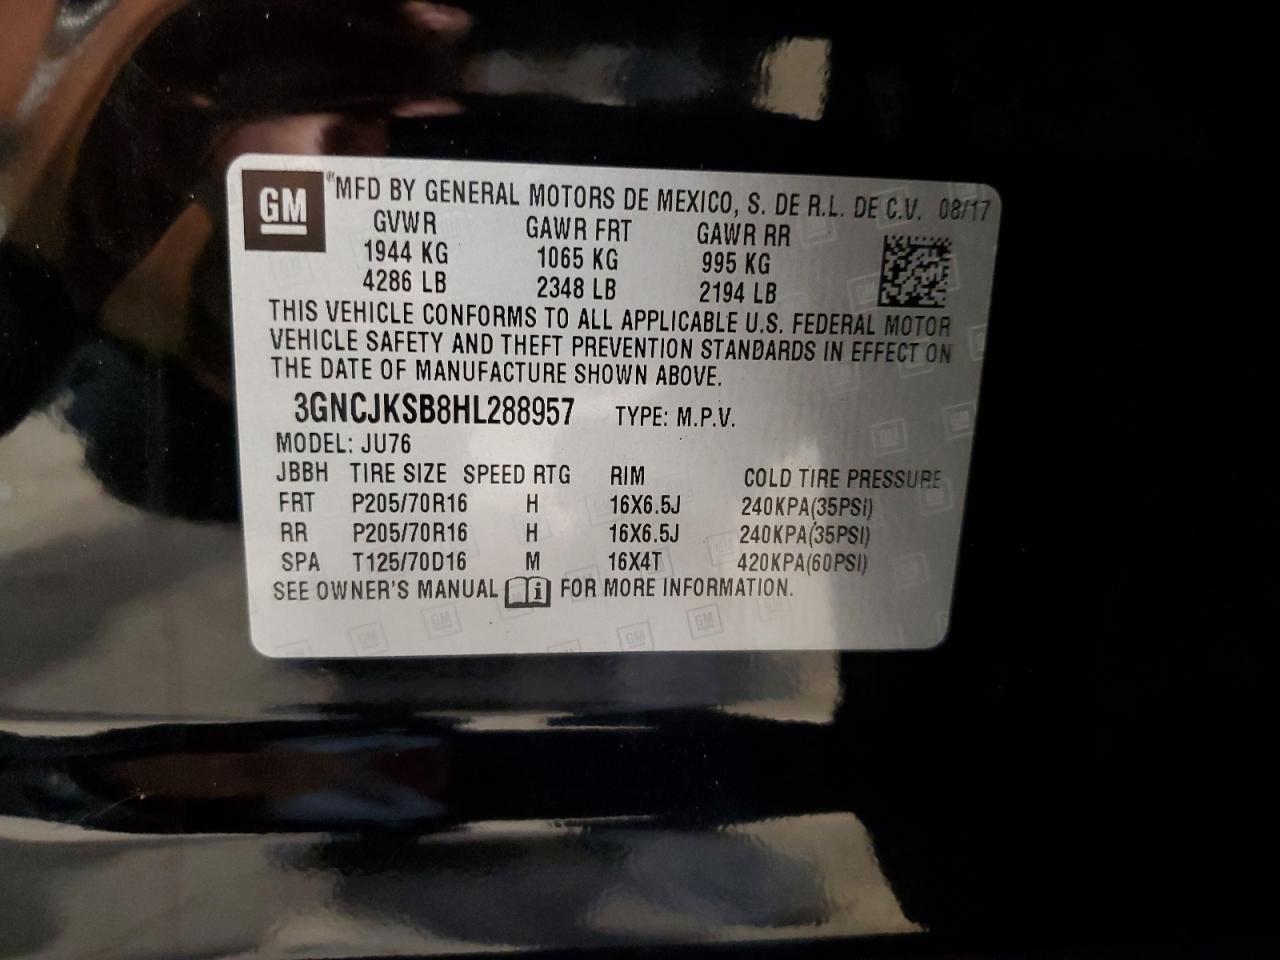 GM ®MFD BY GENERAL MOTORS DE MEXICO, S. DE R.L. DE C.V. 08/17
GVWR GAWR FRT GAWR RR
1944 KG 1065 KG 995 KG
4286 LB 2348 LB 2194 LB
THIS VEHICLE CONFORMS TO ALL APPLICABLE U.S. FEDERAL MOTOR
VEHICLE SAFETY AND THEFT PREVENTION STANDARDS IN EFFECT ON
THE DATE OF MANUFACTURE SHOWN ABOVE.
3GNCJKSB8HL288957 TYPE: M.P.V.
MODEL: JU76
JBBH TIRE SIZE SPEED RTG RIM COLD TIRE PRESSURE
FRT P205/70R16 H 16X6.5J 240KPA(35PSI)
RR P205/70R16 H 16X6.5J 240KPA(35PSI)
SPA T125/70D16 M 16X4T 420KPA(60PSI)
SEE OWNER'S MANUAL i FOR MORE INFORMATION.